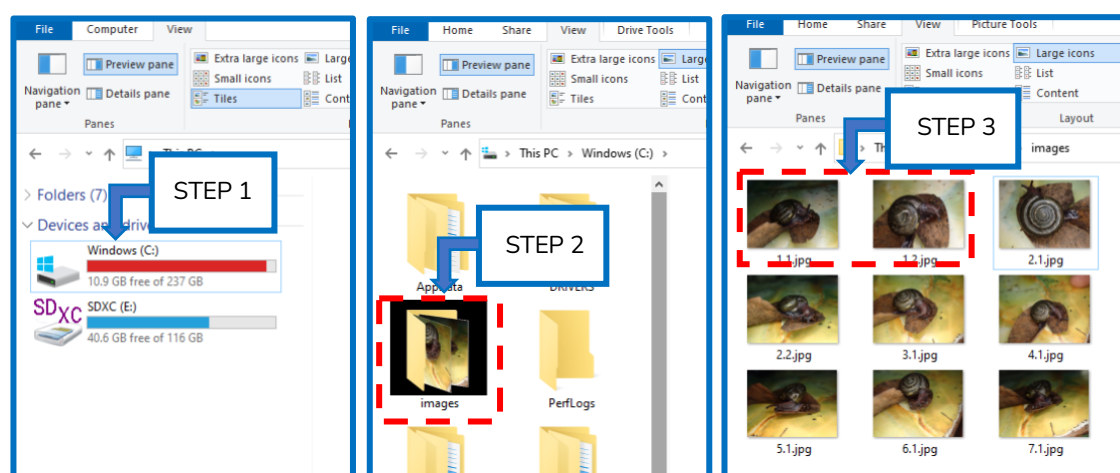 File Computer View
Preview pane
Details pane
Navigation pane
Extra large icons
Small icons
Tiles
List
Panes
STEP 1
Folders (7)
Devices and
Windows (C:)
10.9 GB free of 237 GB
SDXC
SDXC (E:)
40.6 GB free of 116 GB
File Home Share View Drive Tools
Preview pane
Details pane
Navigation pane
Extra large icons
Small icons
Tiles
List
Panes
This PC > Windows (C:) >
STEP 2
images
PerfLogs
File Home Share View Picture Tools
Preview pane
Details pane
Navigation pane
Extra large icons Large icons
Small icons List
Content
Panes
Layout
STEP 3
images
1.1.jpg 1.2.jpg 2.1.jpg
2.2.jpg 3.1.jpg 4.1.jpg
5.1.jpg 6.1.jpg 7.1.jpg